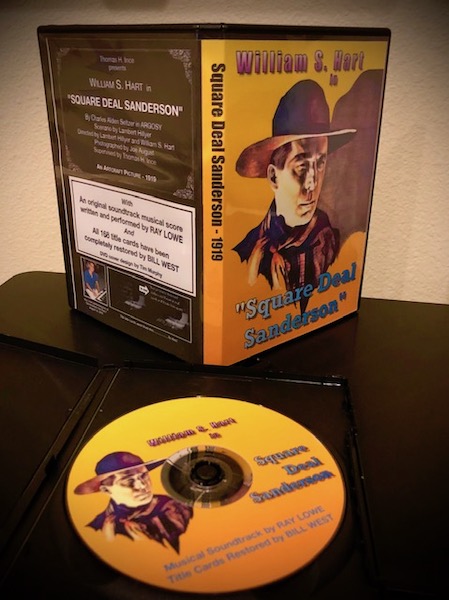 Thomas H. Ince
presents
WILLIAM S. HART in
"SQUARE DEAL SANDERSON"
By Charles Alden Seltzer in ARGOSY
Scenario by Lambert Hillyer
Directed by Lambert Hillyer and William S. Hart
Photographed by Joe August
Supervised by Thomas H. Ince
AN ARTCRAFT PICTURE - 1919
With
An original soundtrack musical score
written and performed by RAY LOWE
And
All 166 title cards have been
completely restored by BILL WEST
DVD cover design by Tim Murphy
Square Deal Sanderson - 1919
William S. Hart
in
"Square Deal
Sanderson"
William S. Hart
in
Square
Deal
Sanderson
Musical Soundtrack by RAY LOWE
Title Cards Restored by BILL WEST